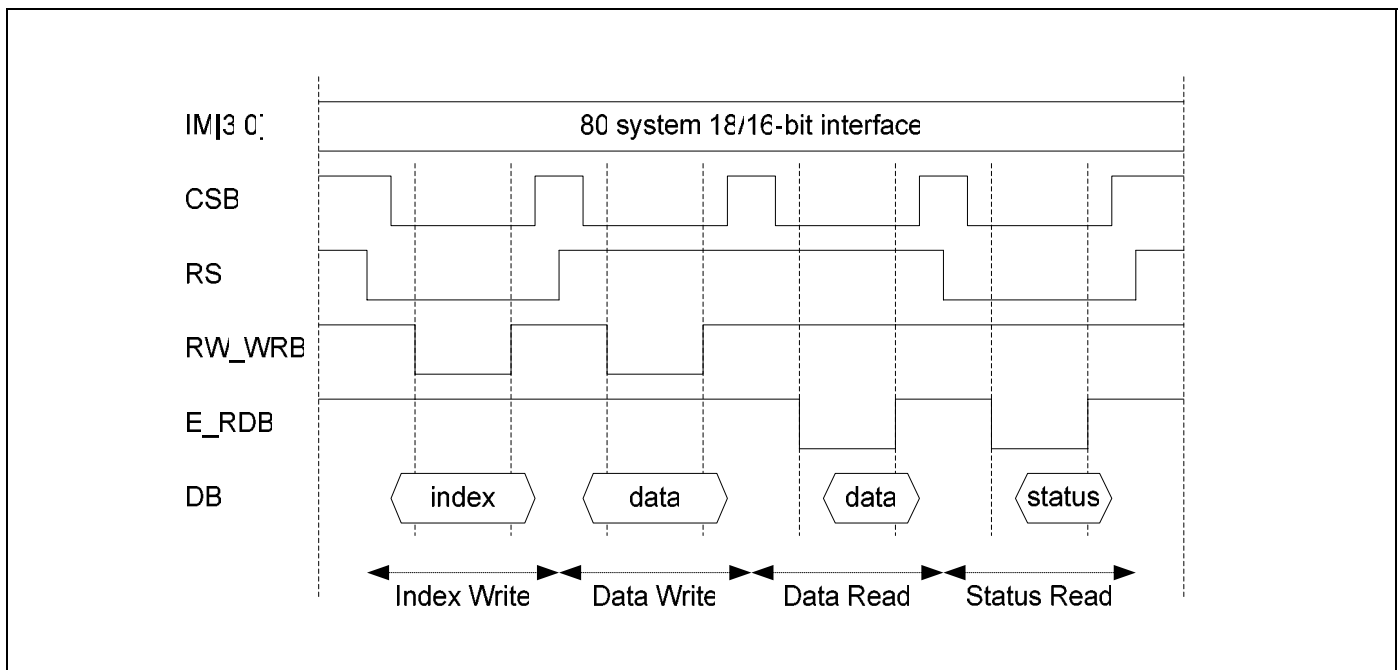 IM[3 0]
80 system 18/16-bit interface
CSB
RS
RW_WRB
E_RDB
DB
index
data
data
status
Index Write
Data Write
Data Read
Status Read